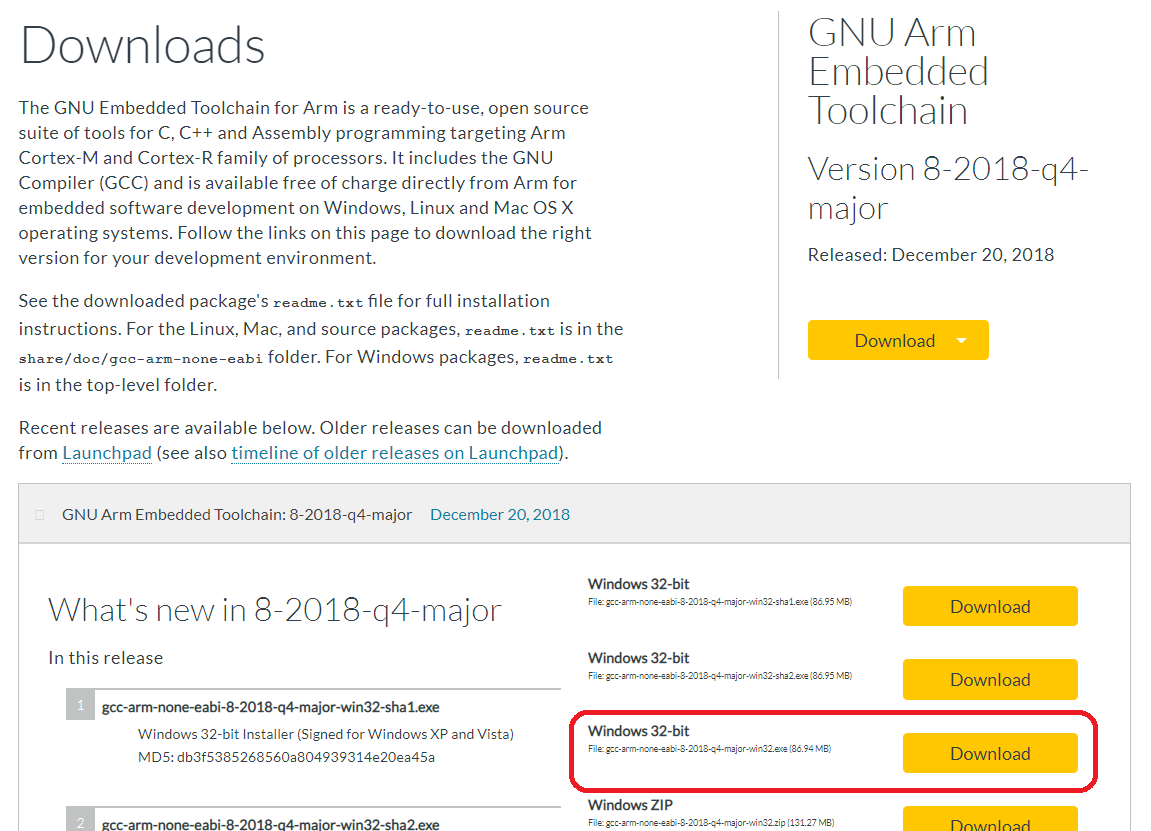 Downloads
The GNU Embedded Toolchain for Arm is a ready-to-use, open source
suite of tools for C, C++ and Assembly programming targeting Arm
Cortex-M and Cortex-R family of processors. It includes the GNU
Compiler (GCC) and is available free of charge directly from Arm for
embedded software development on Windows, Linux and Mac OS X
operating systems. Follow the links on this page to download the right
version for your development environment.
See the downloaded package's readme.txt file for full installation
instructions. For the Linux, Mac, and source packages, readme.txt is in the
share/doc/gcc-arm-none-eabi folder. For Windows packages, readme.txt
is in the top-level folder.
Recent releases are available below. Older releases can be downloaded
from Launchpad (see also timeline of older releases on Launchpad).
GNU Arm
Embedded
Toolchain
Version 8-2018-q4-
major
Released: December 20, 2018
Download
GNU Arm Embedded Toolchain: 8-2018-q4-major December 20, 2018
What's new in 8-2018-q4-major
In this release
1 gcc-arm-none-eabi-8-2018-q4-major-win32-sha1.exe
Windows 32-bit Installer (Signed for Windows XP and Vista)
MD5: db3f5385268560a804939314e20ea45a
2 gcc-arm-none-eabi-8-2018-q4-major-win32-sha2.exe
Windows 32-bit
File: gcc-arm-none-eabi-8-2018-q4-major-win32-sha1.exe (86.95 MB)
Download
Windows 32-bit
File: gcc-arm-none-eabi-8-2018-q4-major-win32-sha2.exe (86.95 MB)
Download
Windows 32-bit
File: gcc-arm-none-eabi-8-2018-q4-major-win32.exe (86.94 MB)
Download
Windows ZIP
File: gcc-arm-none-eabi-8-2018-q4-major-win32.zip (131.27 MB)
Download